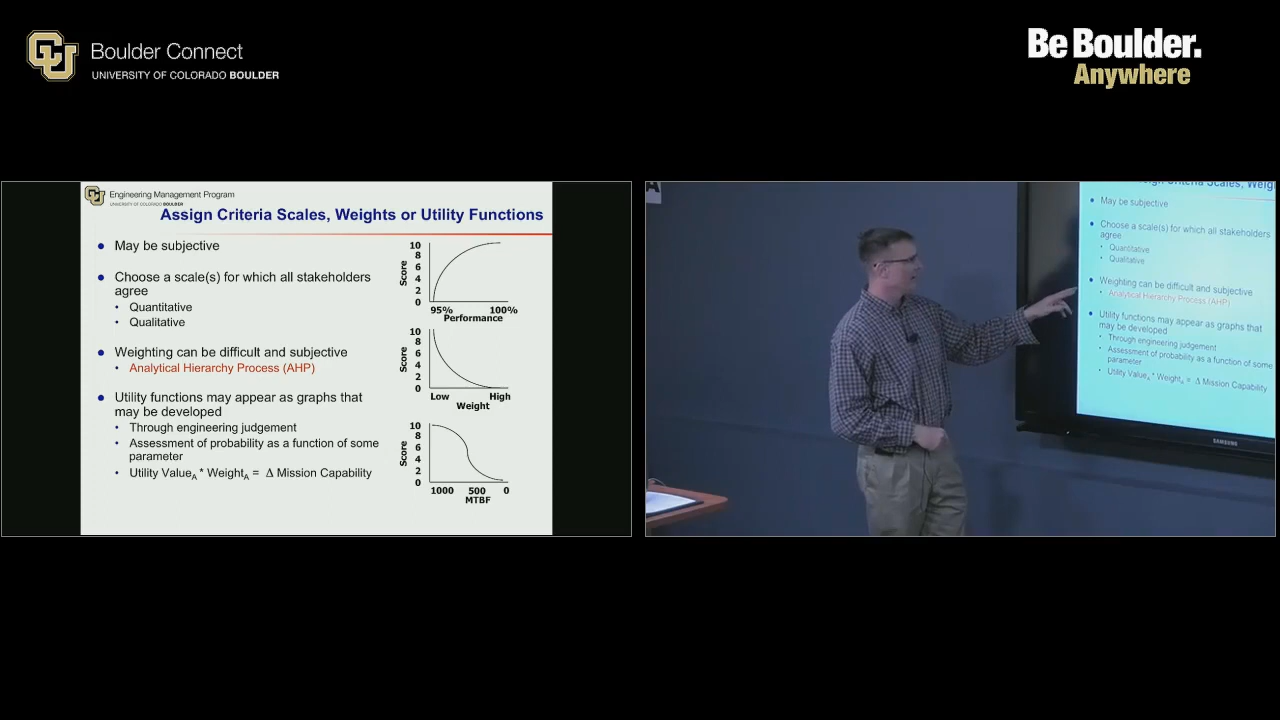 Boulder Connect
UNIVERSITY OF COLORADO BOULDER
Be Boulder.
Anywhere
Engineering Management Program
UNIVERSITY OF COLORADO BOULDER
Assign Criteria Scales, Weights or Utility Functions
May be subjective
Choose a scale(s) for which all stakeholders
agree
Quantitative
Qualitative
Weighting can be difficult and subjective
Analytical Hierarchy Process (AHP)
Utility functions may appear as graphs that
may be developed
Through engineering judgement
Assessment of probability as a function of some
parameter
Utility ValueA * WeightA = Δ Mission Capability
Score
10
8
6
4
2
0
95% 100%
Performance
Score
10
8
6
4
2
0
Low High
Weight
Score
10
8
6
4
2
0
1000 500 0
MTBF
May be subjective
Choose a scale(s) for which all stakeholders
agree
Quantitative
Qualitative
Weighting can be difficult and subjective
Analytical Hierarchy Process (AHP)
Utility functions may appear as graphs that
may be developed
Through engineering judgement
Assessment of probability as a function of some
parameter
Utility ValueA * WeightA = Δ Mission Capability
SAMSUNG